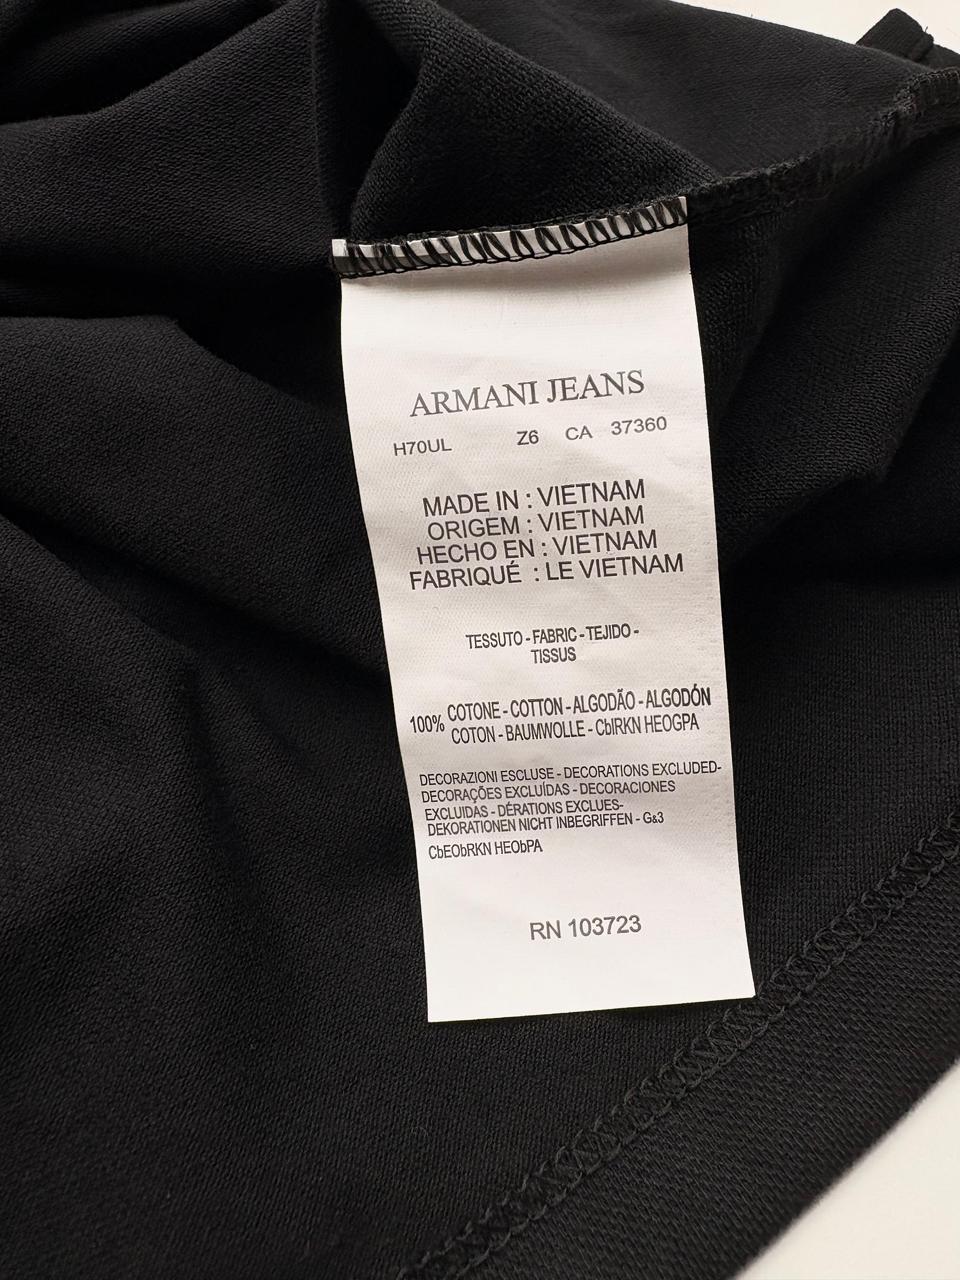 ARMANI JEANS
H70UL Z6 CA 37360
MADE IN : VIETNAM
ORIGEM : VIETNAM
HECHO EN : VIETNAM
FABRIQUÉ : LE VIETNAM
TESSUTO - FABRIC - TEJIDO -
TISSUS
100% COTONE - COTTON - ALGODÃO - ALGODÓN
COTON - BAUMWOLLE - CbIRKN HEOGPA
DECORAZIONI ESCLUSE - DECORATIONS EXCLUDED-
DECORAÇÕES EXCLUÍDAS - DECORACIONES
EXCLUIDAS - DÉRATIONS EXCLUES-
DEKORATIONEN NICHT INBEGRIFFEN - G&3
CbEObRKN HEObPA
RN 103723